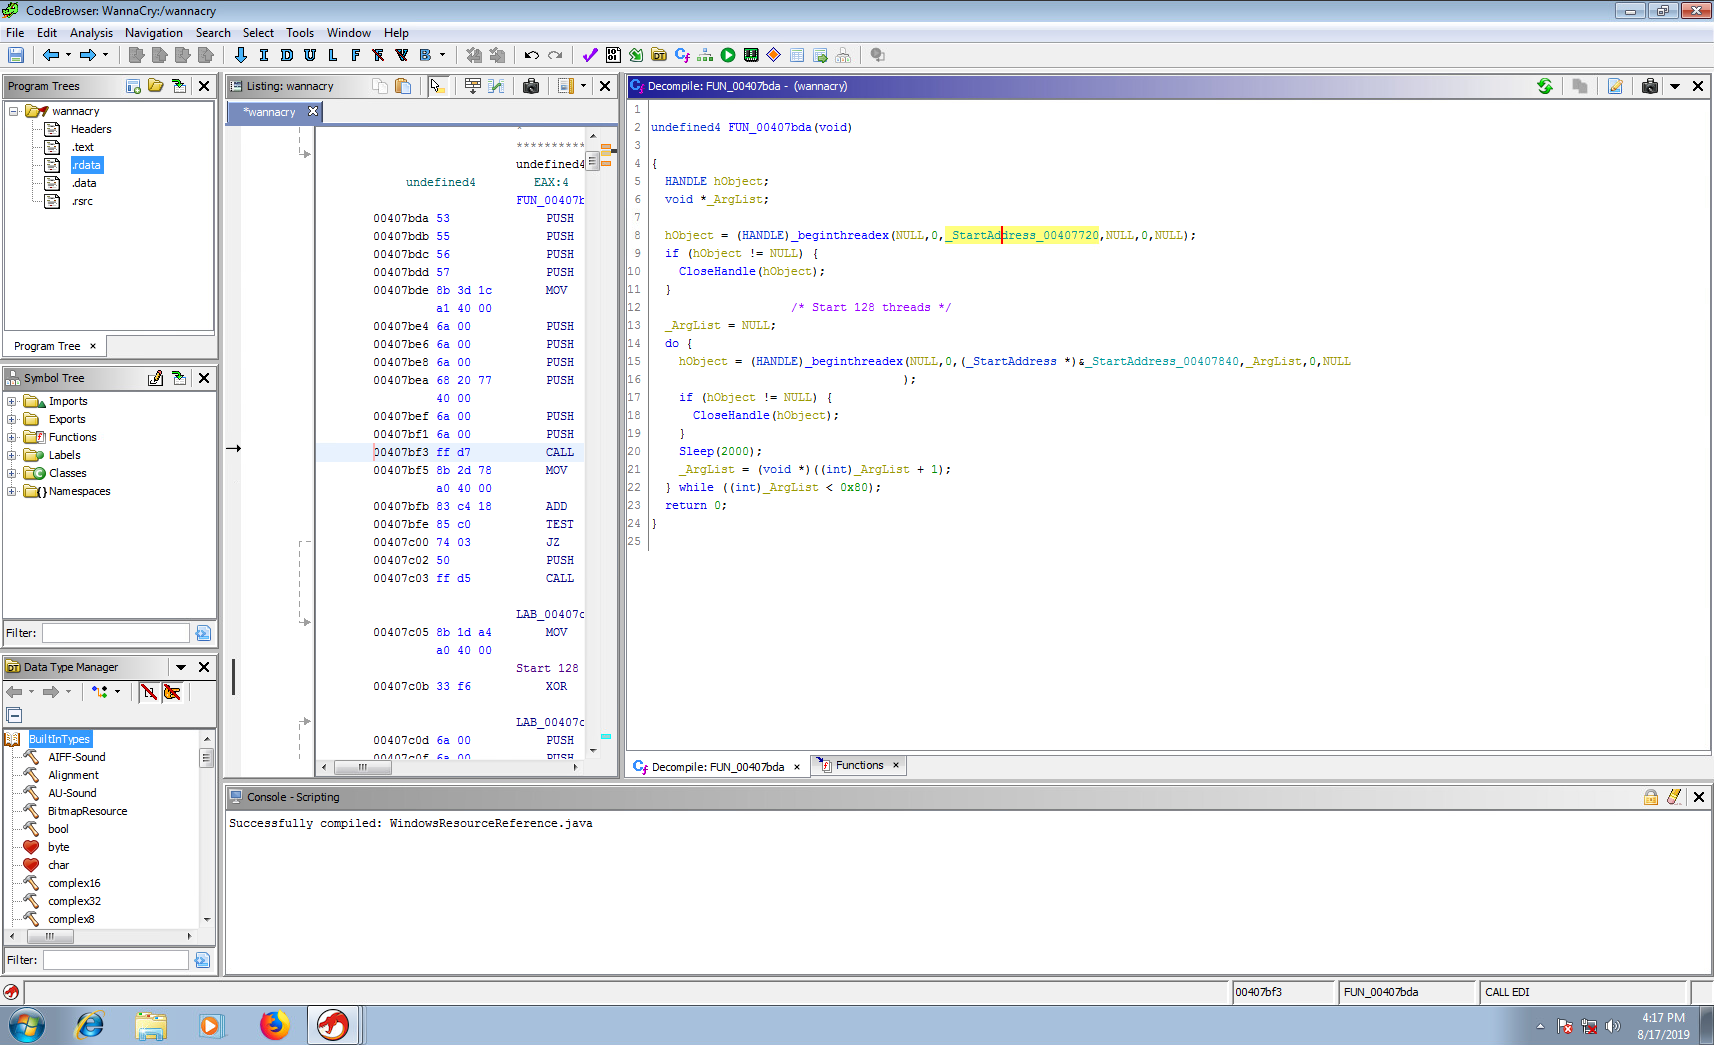 CodeBrowser: WannaCry:/wannacry
File Edit Analysis Navigation Search Select Tools Window Help
I D U L F R V B
Program Trees
wannacry
Headers
.text
.rdata
.data
.rsrc
Program Tree
Symbol Tree
Imports
Exports
Functions
Labels
Classes
Namespaces
Filter:
Data Type Manager
BuiltInTypes
AIFF-Sound
Alignment
AU-Sound
BitmapResource
bool
byte
char
complex16
complex32
complex8
Filter:
Listing: wannacry
*wannacry
*
***********
undefined4
undefined4 EAX:4
FUN_00407b
00407bda 53 PUSH
00407bdb 55 PUSH
00407bdc 56 PUSH
00407bdd 57 PUSH
00407bde 8b 3d 1c MOV
a1 40 00
00407be4 6a 00 PUSH
00407be6 6a 00 PUSH
00407be8 6a 00 PUSH
00407bea 68 20 77 PUSH
40 00
00407bef 6a 00 PUSH
00407bf1 6a 00 PUSH
00407bf3 ff d7 CALL
00407bf5 8b 2d 78 MOV
a0 40 00
00407bfb 83 c4 18 ADD
00407bfe 85 c0 TEST
00407c00 74 03 JZ
00407c02 50 PUSH
00407c03 ff d5 CALL
LAB_00407c
00407c05 8b 1d a4 MOV
a0 40 00
Start 128
00407c0b 33 f6 XOR
LAB_00407c
00407c0d 6a 00 PUSH
00407c0f 6a 00 PUSH
Decompile: FUN_00407bda - (wannacry)
1
2 undefined4 FUN_00407bda(void)
3
4 {
5 HANDLE hObject;
6 void *_ArgList;
7
8 hObject = (HANDLE)_beginthreadex(NULL,0,_StartAddress_00407720,NULL,0,NULL);
9 if (hObject != NULL) {
10 CloseHandle(hObject);
11 }
12 /* Start 128 threads */
13 _ArgList = NULL;
14 do {
15 hObject = (HANDLE)_beginthreadex(NULL,0,(_StartAddress *)&_StartAddress_00407840,_ArgList,0,NULL
16 );
17 if (hObject != NULL) {
18 CloseHandle(hObject);
19 }
20 Sleep(2000);
21 _ArgList = (void *)((int)_ArgList + 1);
22 } while ((int)_ArgList < 0x80);
23 return 0;
24 }
25
Decompile: FUN_00407bda
Functions
Console - Scripting
Successfully compiled: WindowsResourceReference.java
00407bf3 FUN_00407bda CALL EDI
4:17 PM
8/17/2019